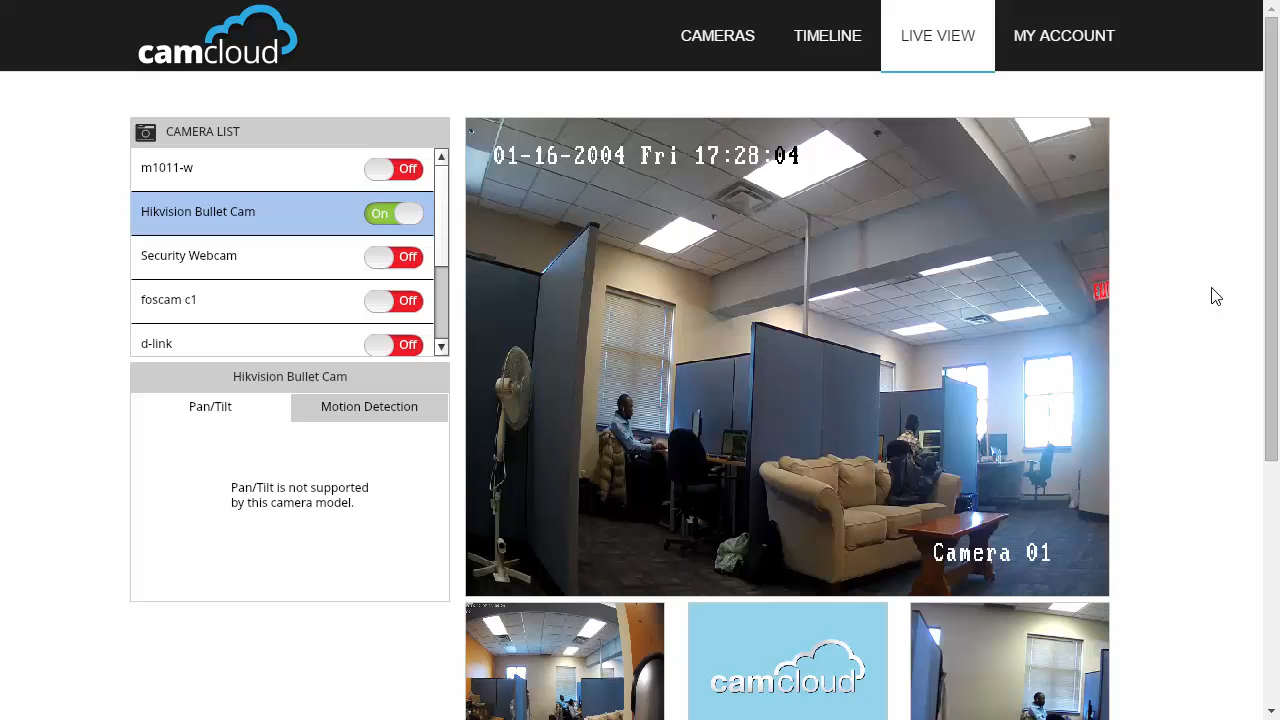 camcloud
CAMERAS TIMELINE LIVE VIEW MY ACCOUNT
CAMERA LIST
m1011-w Off
Hikvision Bullet Cam On
Security Webcam Off
foscam c1 Off
d-link Off
Hikvision Bullet Cam
Pan/Tilt Motion Detection
Pan/Tilt is not supported
by this camera model.
01-16-2004 Fri 17:28:04
Camera 01
camcloud